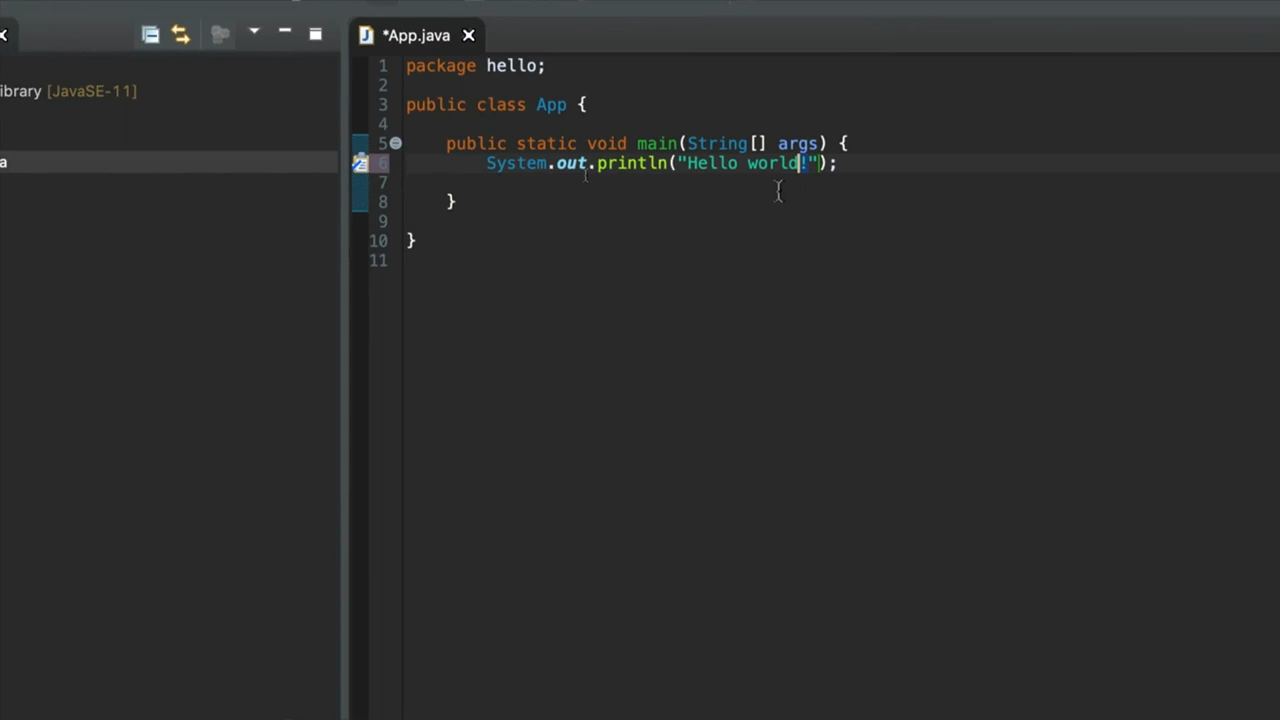 *App.java
ibrary [JavaSE-11]
a
1 package hello;
2
3 public class App {
4
5 public static void main(String[] args) {
6 System.out.println("Hello world!");
7
8 }
9
10 }
11